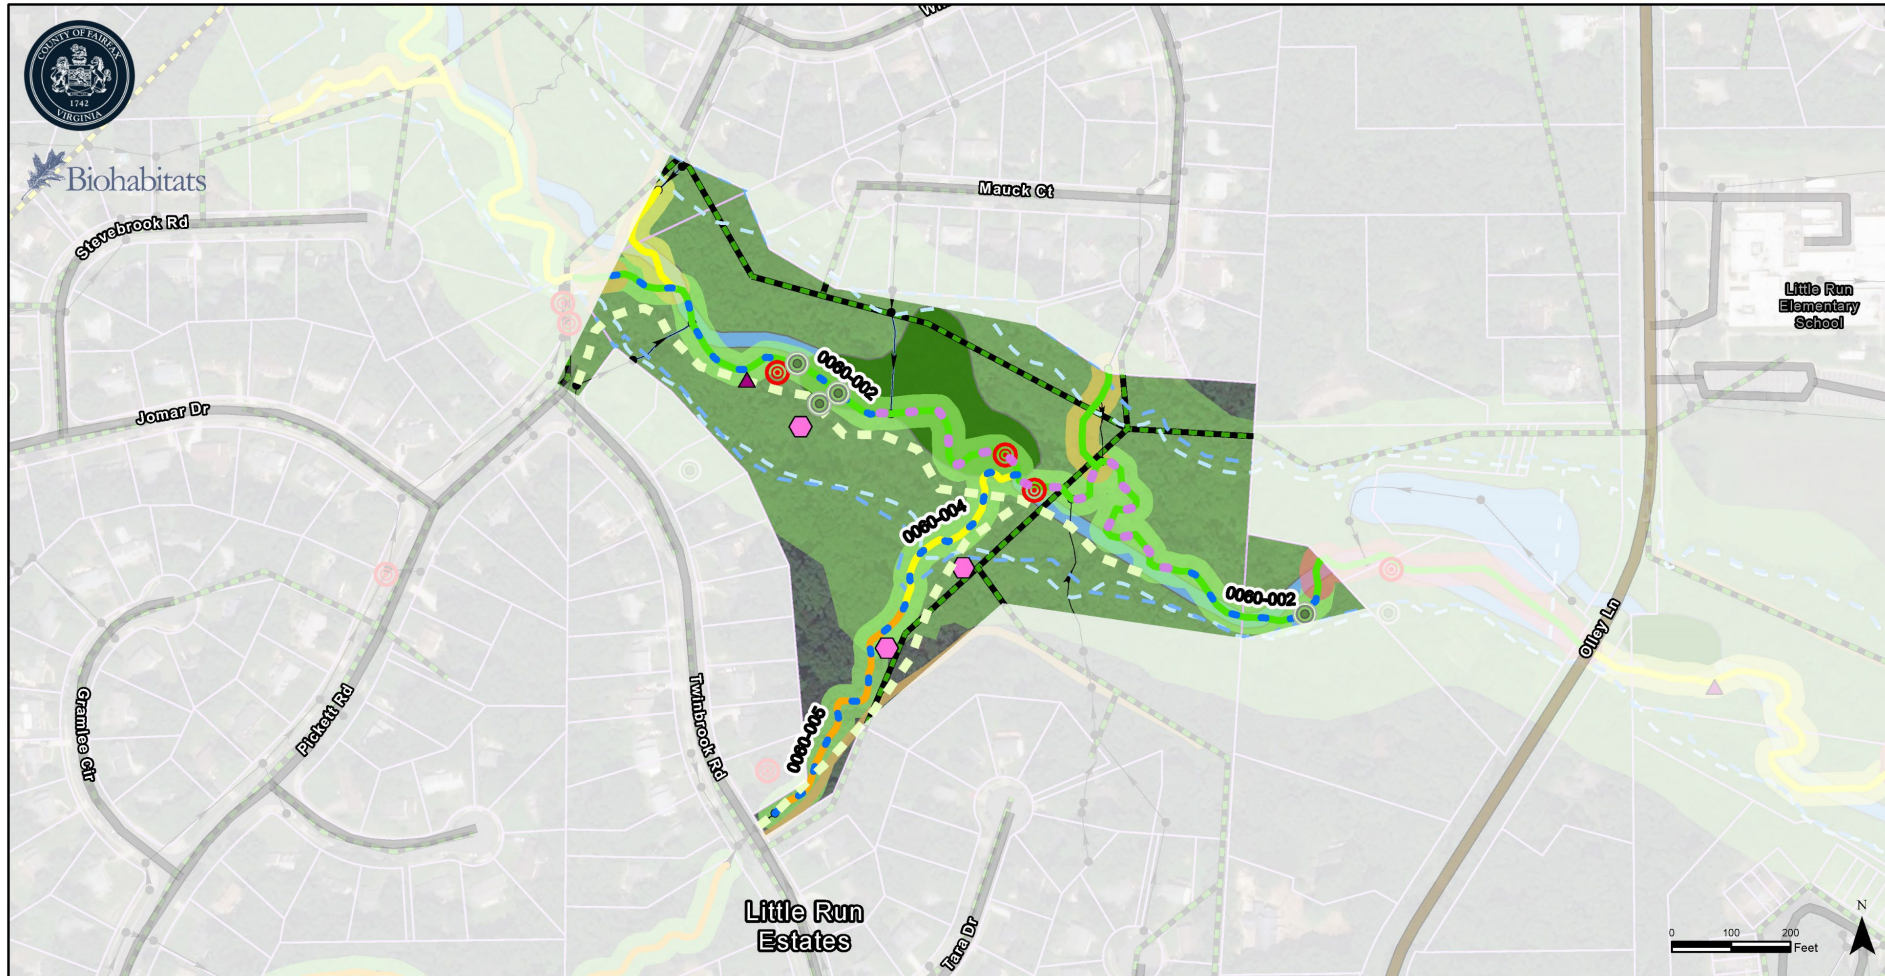 COUNTY OF FAIRFAX
1742
VIRGINIA
Biohabitats
Stevebrook Rd
Mauck Ct
Little Run
Elementary
School
0060-002
Jomar Dr
0060-004
0060-002
Olley Ln
Gramlee Cir
Pickett Rd
Twinbrook Rd
0060-005
Little Run
Estates
Tara Dr
N
0 100 200
Feet